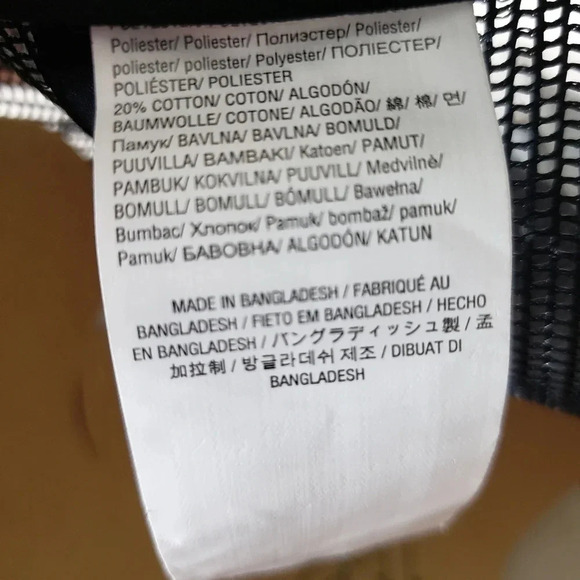 Poliester/ Poliester/ Полиэстер/ Poliester/
poliester/ poliester/ Polyester/ ПОЛІЕСТЕР/
POLIÉSTER/ POLIESTER
20% COTTON/ COTON/ ALGODÓN/
BAUMWOLLE/ COTONE/ ALGODÃO/ 綿/ 棉/ 면/
Памук/ BAVLNA/ BAVLNA/ BOMULD/
PUUVILLA/ BAMBAKI/ Katoen/ PAMUT/
PAMBUK/ KOKVILNA/ PUUVILL/ Medvilnė/
BOMULL/ BOMULL/ BÓMULL/ Bawełna/
Bumbac/ Хлопок/ Pamuk/ bombaž/ pamuk/
Pamuk/ БАВОВНА/ ALGODÓN/ KATUN
MADE IN BANGLADESH / FABRIQUÉ AU
BANGLADESH / FIETO EM BANGLADESH / HECHO
EN BANGLADESH / バングラディッシュ製 / 孟
加拉制 / 방글라데쉬 제조 / DIBUAT DI
BANGLADESH